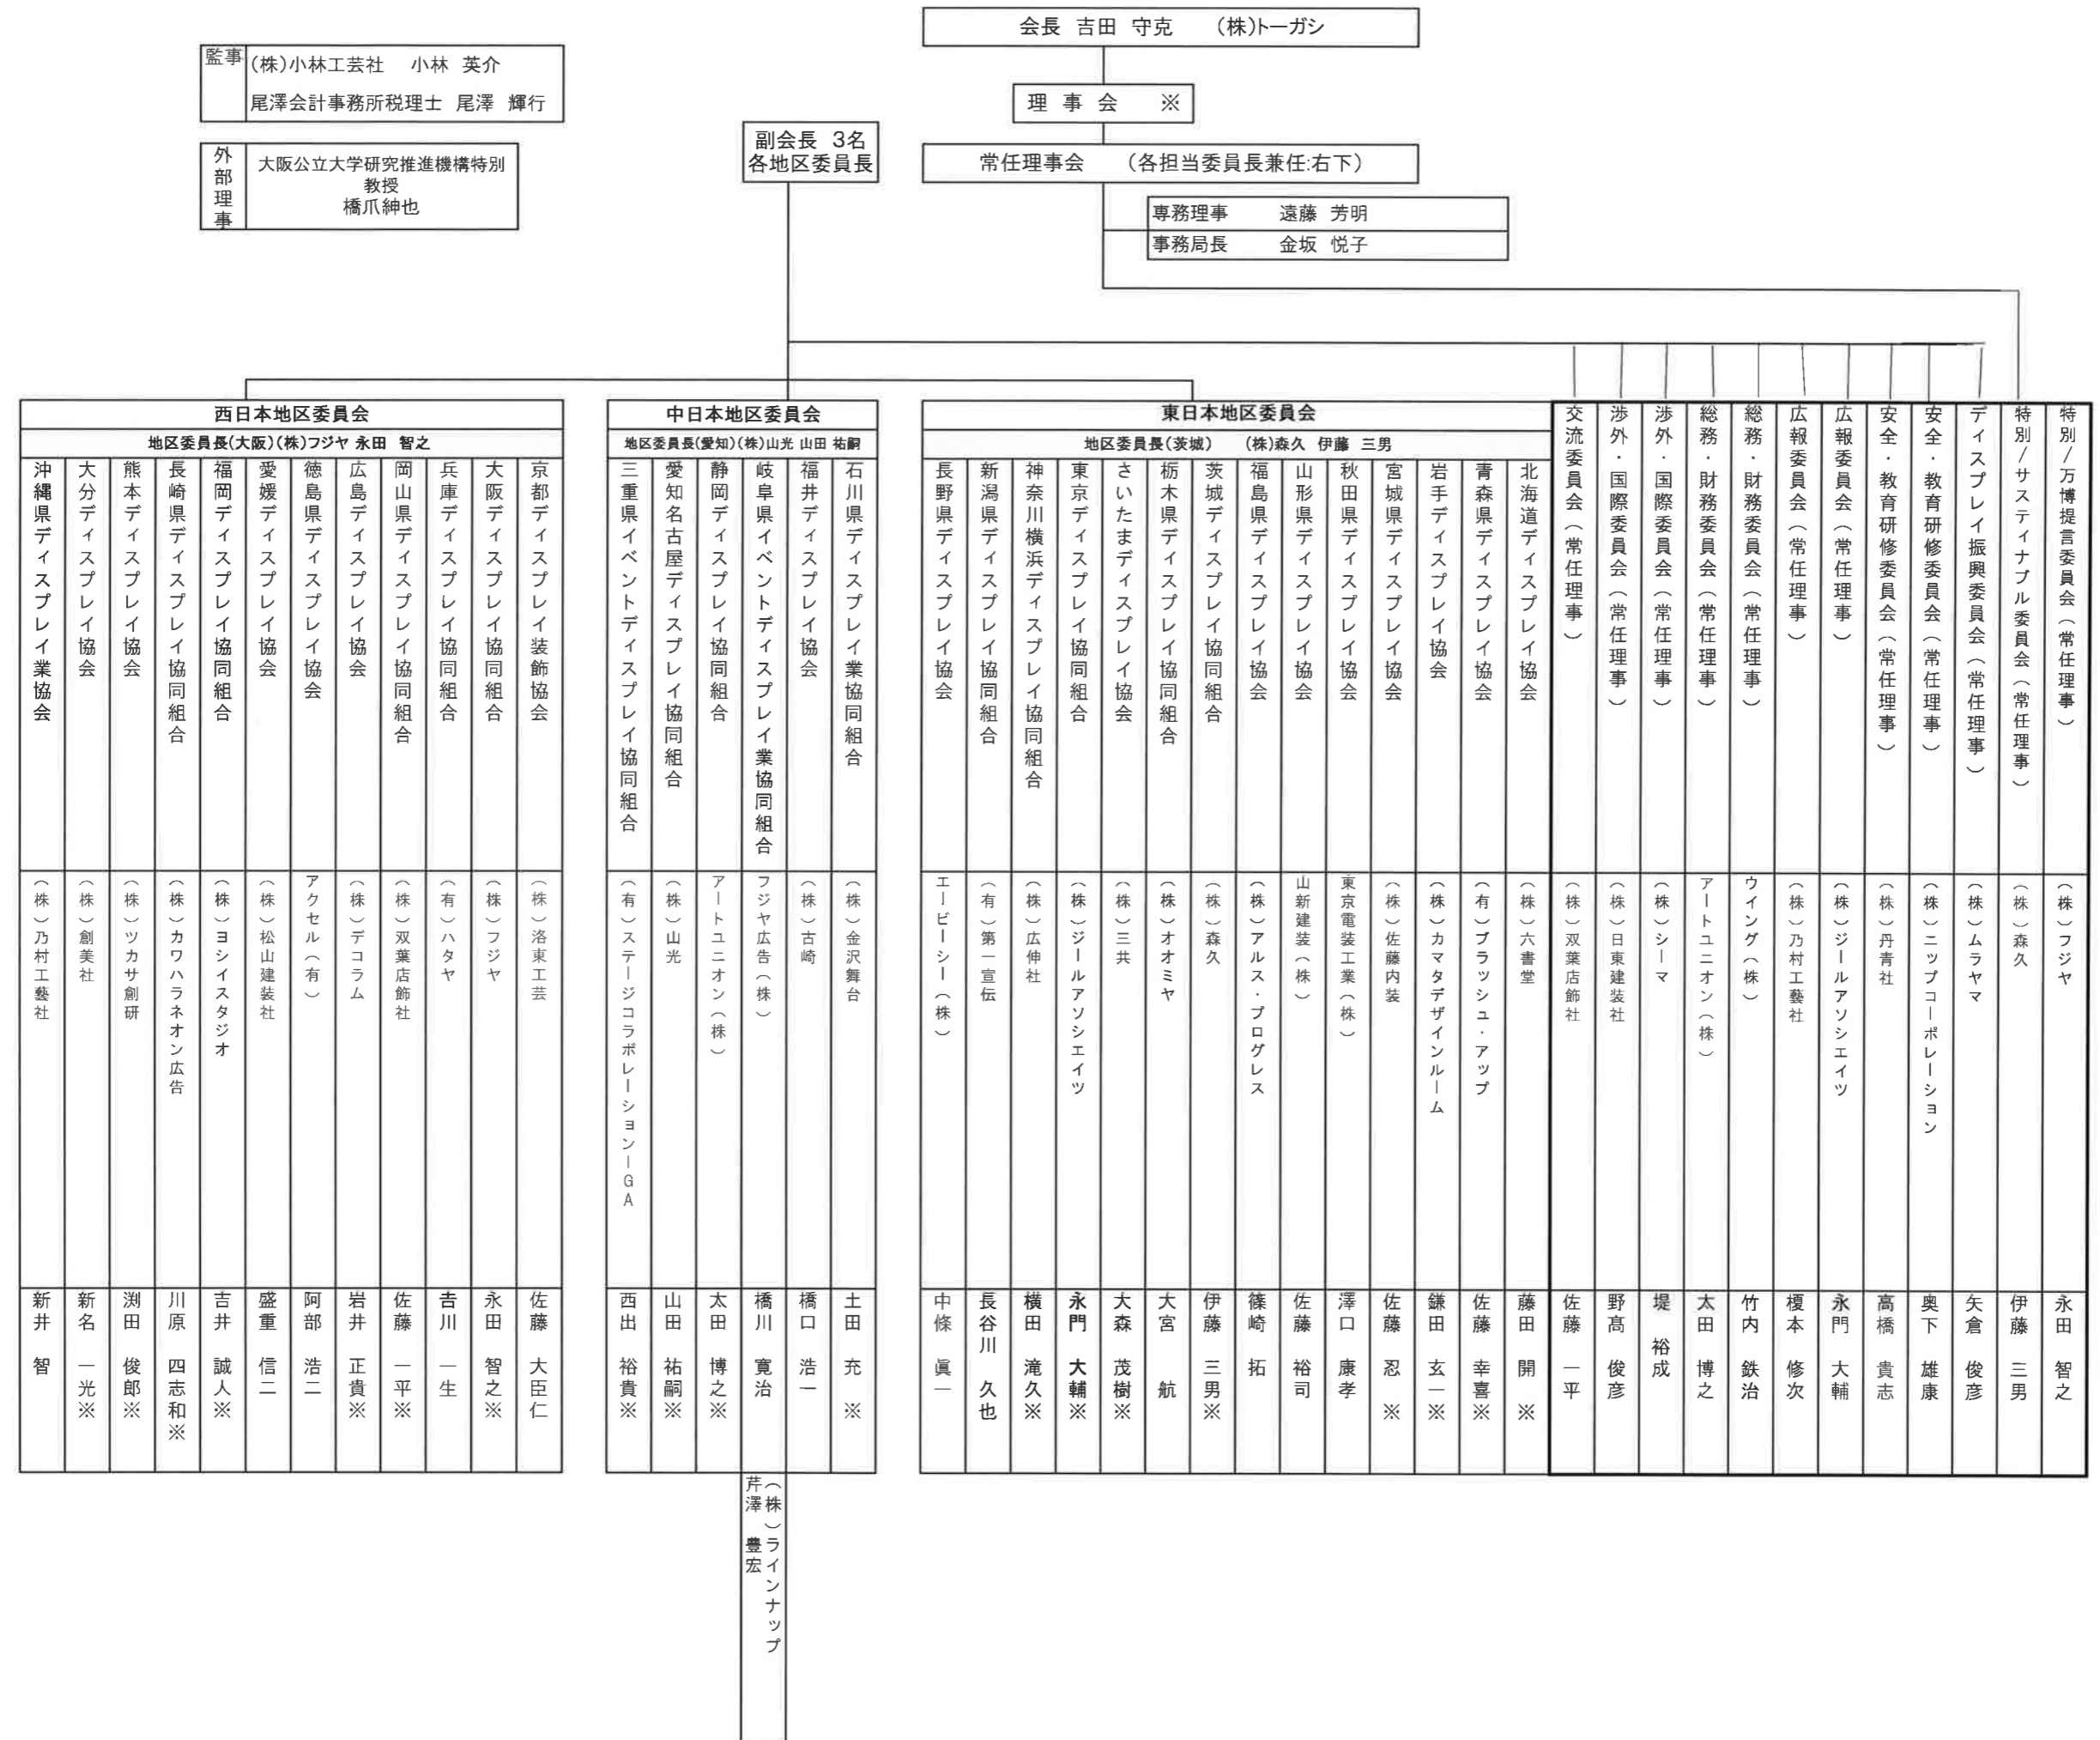 会長 吉田 守克 （株）トーガシ
監事
（株）小林工芸社 小林 英介
尾澤会計事務所税理士 尾澤 輝行
理 事 会 ※
副会長 3名
各地区委員長
外部理事
大阪公立大学研究推進機構特別
教授
橋爪紳也
常任理事会 （各担当委員長兼任:右下）
専務理事 遠藤 芳明
事務局長 金坂 悦子
西日本地区委員会
地区委員長(大阪)(株)フジヤ 永田 智之
沖縄県ディスプレイ業協会
（株）乃村工藝社
新井 智
大分ディスプレイ協会
（株）創美社
新名 一光※
熊本ディスプレイ協会
（株）ツカサ創研
渕田 俊郎※
長崎県ディスプレイ協同組合
（株）カワハラネオン広告
川原 四志和※
福岡ディスプレイ協同組合
（株）ヨシイスタジオ
吉井 誠人※
愛媛ディスプレイ協会
（株）松山建装社
盛重 信二
徳島県ディスプレイ協会
アクセル（有）
阿部 浩二
広島ディスプレイ協会
（株）デコラム
岩井 正貴※
岡山県ディスプレイ協同組合
（株）双葉店飾社
佐藤 一平※
兵庫ディスプレイ協同組合
（有）ハタヤ
吉川 一生
大阪ディスプレイ協同組合
（株）フジヤ
永田 智之※
京都ディスプレイ装飾協会
（株）洛東工芸
佐藤 大臣仁
中日本地区委員会
地区委員長(愛知)(株)山光 山田 祐嗣
三重県イベントディスプレイ協同組合
（有）ステージコラボレーションーGA
西出 裕貴※
愛知名古屋ディスプレイ協同組合
（株）山光
山田 祐嗣※
静岡ディスプレイ協同組合
アートユニオン（株）
太田 博之※
岐阜県イベントディスプレイ業協同組合
フジヤ広告（株）
橋川 寛治
（株）ラインナップ
芹澤 豊宏
福井ディスプレイ協会
（株）古崎
橋口 浩一
石川県ディスプレイ業協同組合
（株）金沢舞台
土田 充 ※
東日本地区委員会
地区委員長(茨城) (株)森久 伊藤 三男
長野県ディスプレイ協会
エービーシー（株）
中條 眞一
新潟県ディスプレイ協同組合
（有）第一宣伝
長谷川 久也
神奈川横浜ディスプレイ協同組合
（株）広伸社
横田 滝久※
東京ディスプレイ協同組合
（株）ジールアソシエイツ
永門 大輔※
さいたまディスプレイ協会
（株）三共
大森 茂樹※
栃木県ディスプレイ協同組合
（株）オオミヤ
大宮 航
茨城ディスプレイ協同組合
（株）森久
伊藤 三男※
福島県ディスプレイ協会
（株）アルス・プログレス
篠崎 拓
山形県ディスプレイ協会
山新建装（株）
佐藤 裕司
秋田県ディスプレイ協会
東京電装工業（株）
澤口 康孝
宮城県ディスプレイ協会
（株）佐藤内装
佐藤 忍 ※
岩手ディスプレイ協会
（株）カマタデザインルーム
鎌田 玄一※
青森県ディスプレイ協会
（有）ブラッシュ・アップ
佐藤 幸喜※
北海道ディスプレイ協会
（株）六書堂
藤田 開 ※
交流委員会（常任理事）
（株）双葉店飾社
佐藤 一平
渉外・国際委員会（常任理事）
（株）日東建装社
野髙 俊彦
渉外・国際委員会（常任理事）
（株）シーマ
堤 裕成
総務・財務委員会（常任理事）
アートユニオン（株）
太田 博之
総務・財務委員会（常任理事）
ウイング（株）
竹内 鉄治
広報委員会（常任理事）
（株）乃村工藝社
榎本 修次
広報委員会（常任理事）
（株）ジールアソシエイツ
永門 大輔
安全・教育研修委員会（常任理事）
（株）丹青社
高橋 貴志
安全・教育研修委員会（常任理事）
（株）ニップコーポレーション
奥下 雄康
ディスプレイ振興委員会（常任理事）
（株）ムラヤマ
矢倉 俊彦
特別/サスティナブル委員会（常任理事）
（株）森久
伊藤 三男
特別/万博提言委員会（常任理事）
（株）フジヤ
永田 智之